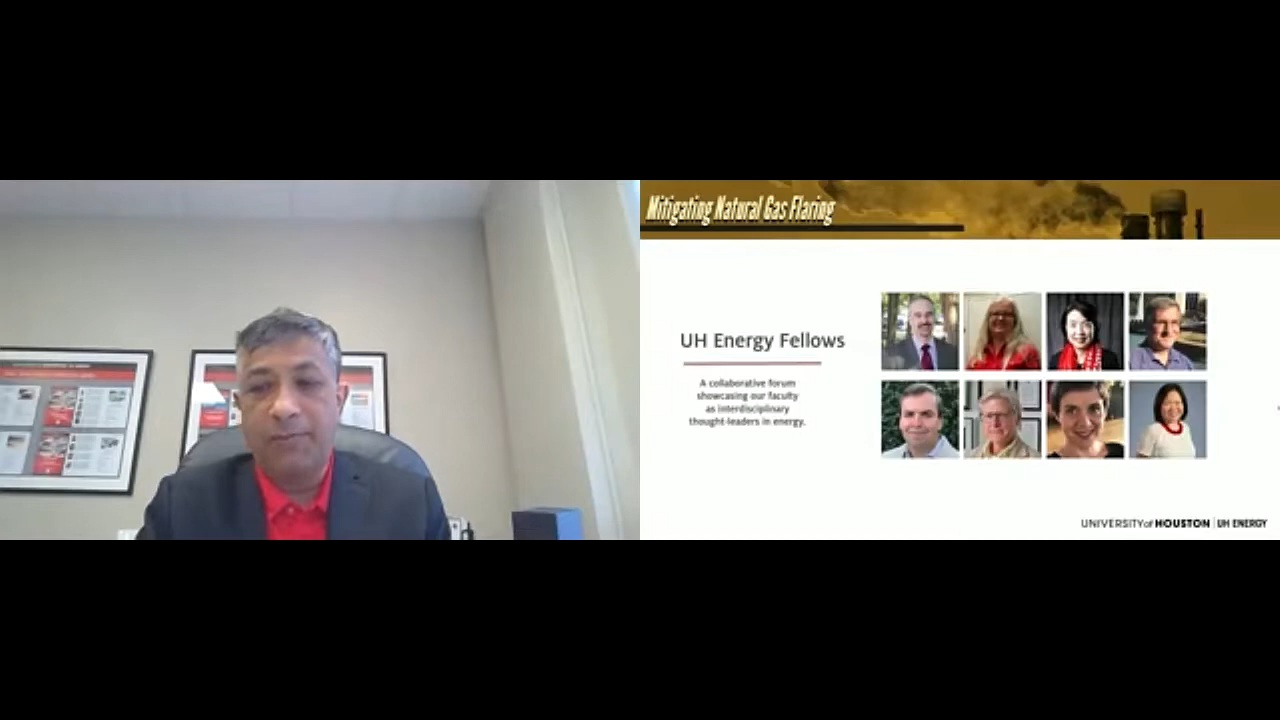 Mitigating Natural Gas Flaring
UH Energy Fellows
A collaborative forum
showcasing our faculty
as interdisciplinary
thought-leaders in energy.
UNIVERSITY of HOUSTON | UH ENERGY